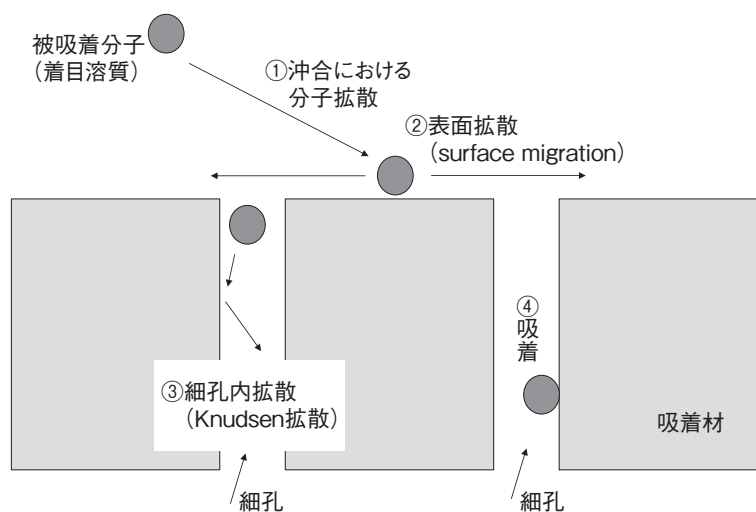 被吸着分子
（着目溶質）
①沖合における
分子拡散
②表面拡散
（surface migration）
③細孔内拡散
（Knudsen拡散）
④吸着
吸着材
細孔
細孔